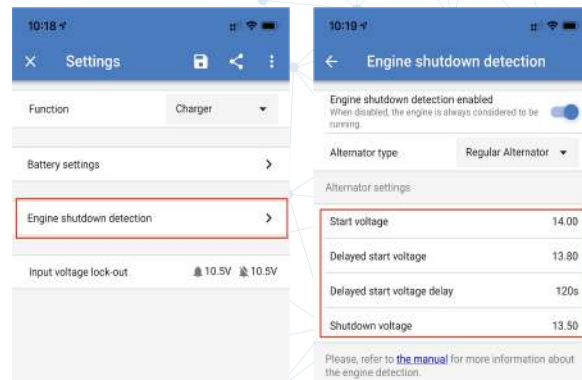 10:18
Settings
Function
Charger
Battery settings
Engine shutdown detection
Input voltage lock-out
10.5V
10.5V
10:19
Engine shutdown detection
Engine shutdown detection enabled
When disabled, the engine is always considered to be
running.
Alternator type
Regular Alternator
Alternator settings
Start voltage
14.00
Delayed start voltage
13.80
Delayed start voltage delay
120s
Shutdown voltage
13.50
Please, refer to the manual for more information about
the engine detection.